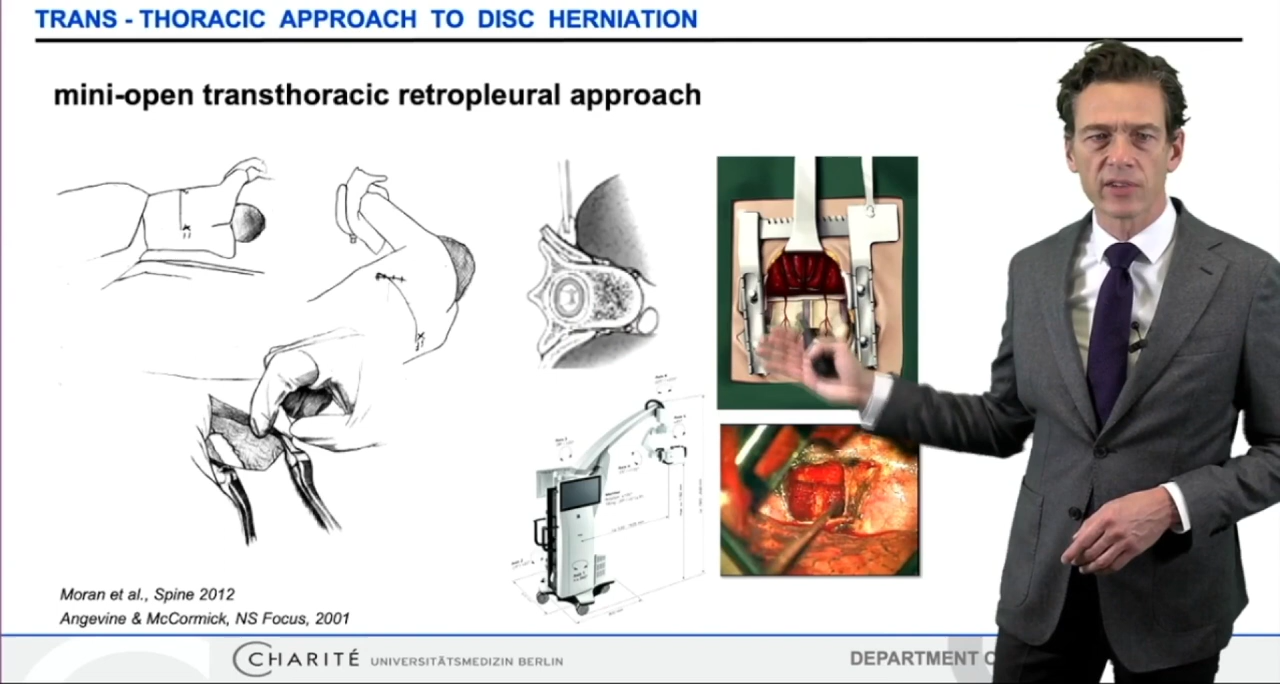 TRANS - THORACIC APPROACH TO DISC HERNIATION
mini-open transthoracic retropleural approach
Moran et al., Spine 2012
Angevine & McCormick, NS Focus, 2001
CHARITÉ UNIVERSITÄTSMEDIZIN BERLIN
DEPARTMENT